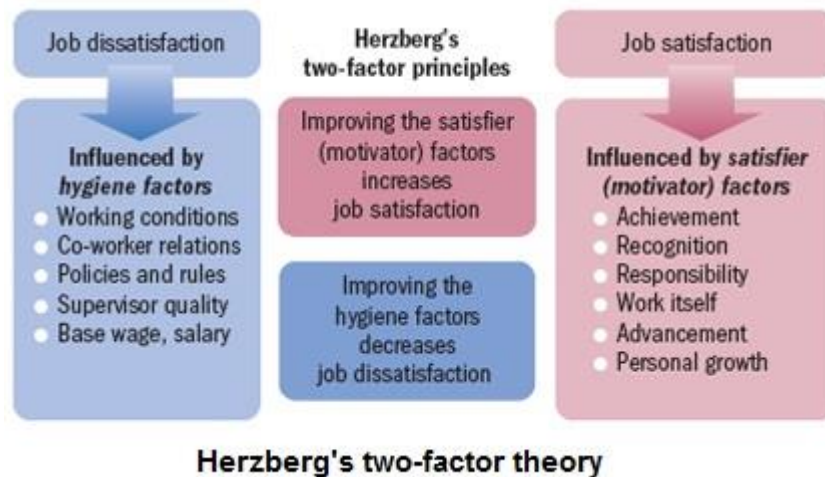 Job dissatisfaction
Influenced by
hygiene factors
Working conditions
Co-worker relations
Policies and rules
Supervisor quality
Base wage, salary
Herzberg's
two-factor principles
Improving the satisfier
(motivator) factors
increases
job satisfaction
Improving the
hygiene factors
decreases
job dissatisfaction
Job satisfaction
Influenced by satisfier
(motivator) factors
Achievement
Recognition
Responsibility
Work itself
Advancement
Personal growth
Herzberg's two-factor theory